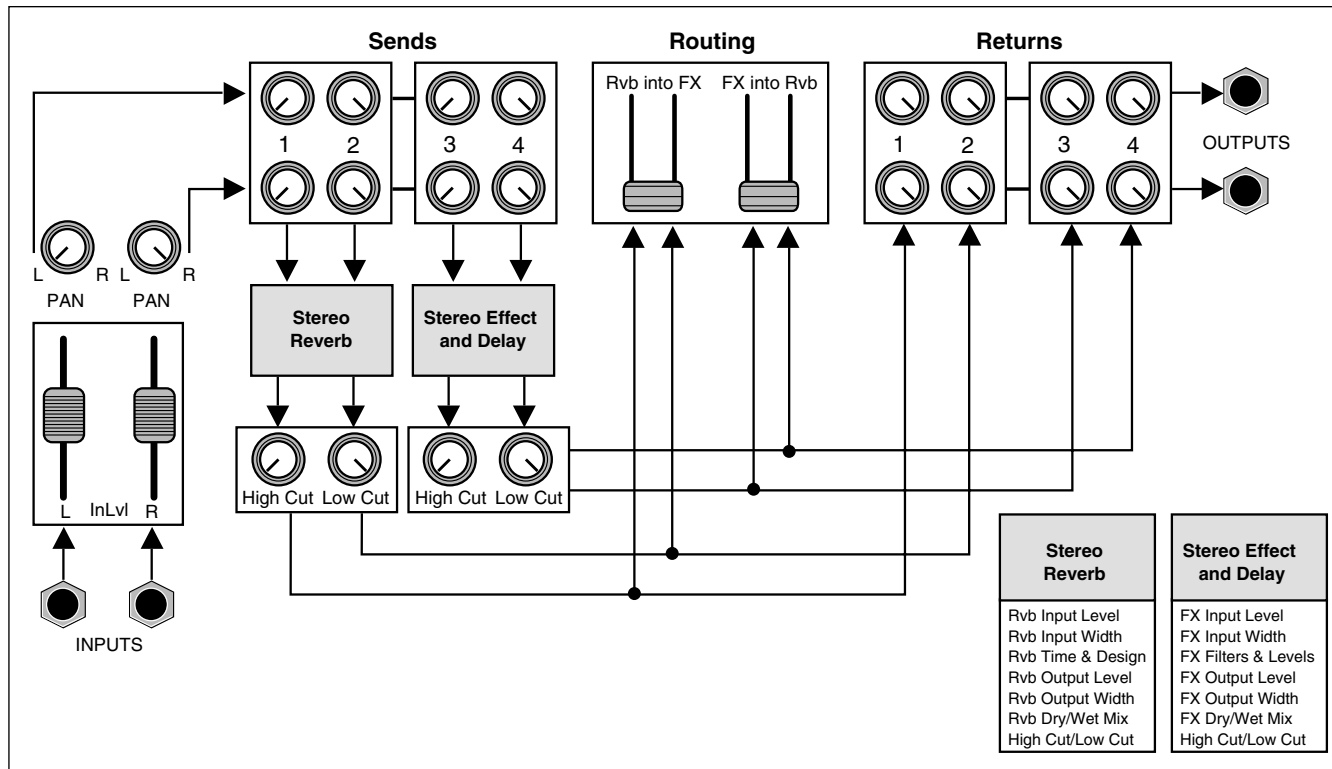 Sends
Routing
Returns
1 2 3 4
Rvb into FX FX into Rvb
1 2 3 4
OUTPUTS
L R L R
PAN PAN
Stereo
Reverb
Stereo Effect
and Delay
High Cut Low Cut
High Cut Low Cut
L InLvl R
INPUTS
Stereo
Reverb
Rvb Input Level
Rvb Input Width
Rvb Time & Design
Rvb Output Level
Rvb Output Width
Rvb Dry/Wet Mix
High Cut/Low Cut
Stereo Effect
and Delay
FX Input Level
FX Input Width
FX Filters & Levels
FX Output Level
FX Output Width
FX Dry/Wet Mix
High Cut/Low Cut